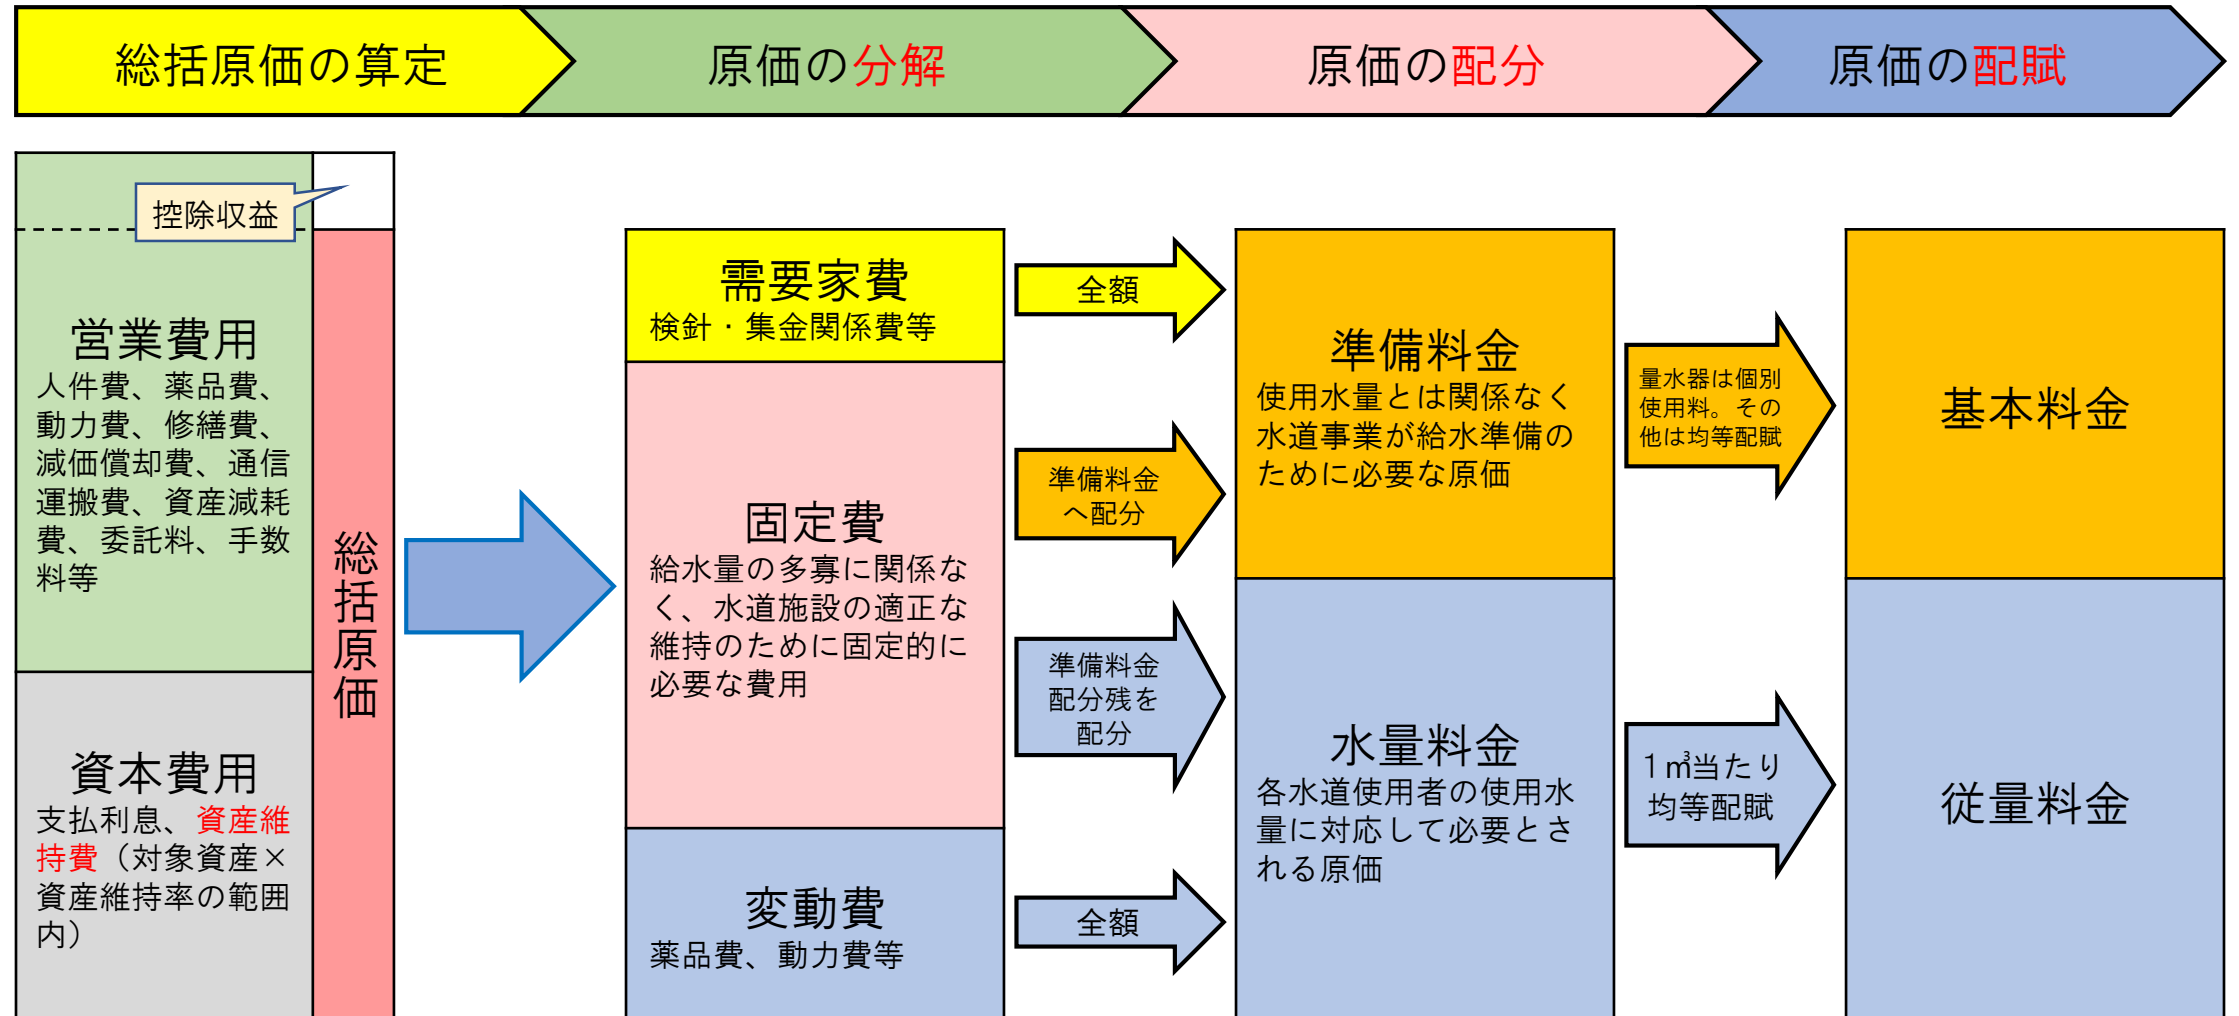 総括原価の算定
原価の分解
原価の配分
原価の配賦
控除収益
営業費用
人件費、薬品費、
動力費、修繕費、
減価償却費、通信
運搬費、資産減耗
費、委託料、手数
料等
資本費用
支払利息、資産維
持費（対象資産×
資産維持率の範囲
内）
総括原価
需要家費
検針・集金関係費等
固定費
給水量の多寡に関係な
く、水道施設の適正な
維持のために固定的に
必要な費用
変動費
薬品費、動力費等
全額
準備料金
へ配分
準備料金
配分残を
配分
全額
準備料金
使用水量とは関係なく
水道事業が給水準備の
ために必要な原価
水量料金
各水道使用者の使用水
量に対応して必要とさ
れる原価
量水器は個別
使用料。その
他は均等配賦
1㎥当たり
均等配賦
基本料金
従量料金